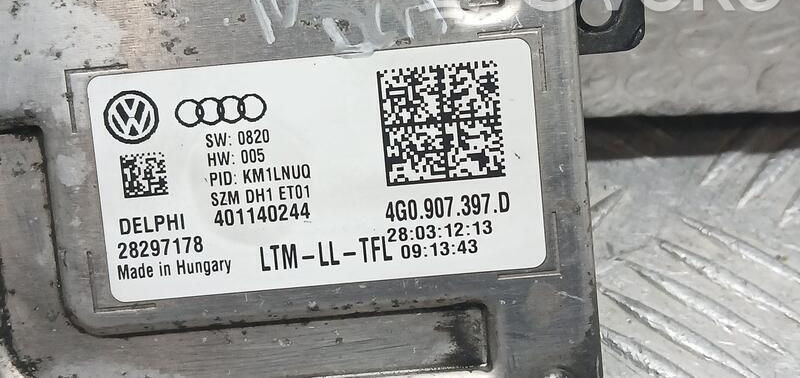 SW: 0820
HW: 005
PID: KM1LNUQ
SZM DH1 ET01
DELPHI 401140244
28297178
Made in Hungary
LTM-LL-TFL
4G0.907.397.D
28:03:12:13
09:13:43